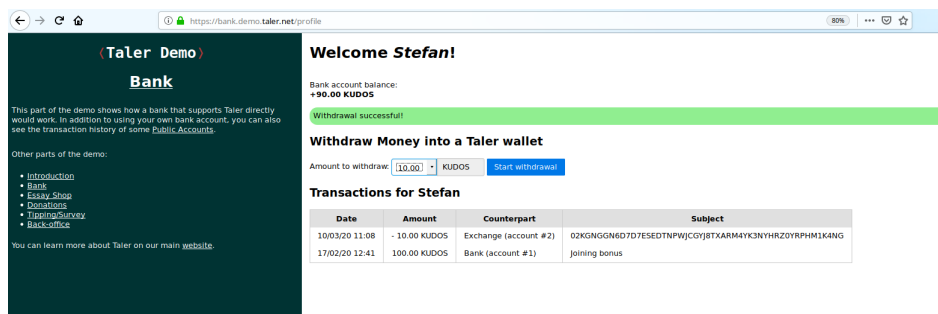 https://bank.demo.taler.net/profile
80%
(Taler Demo)
Bank
This part of the demo shows how a bank that supports Taler directly
would work. In addition to using your own bank account, you can also
see the transaction history of some Public Accounts.
Other parts of the demo:
• Introduction
• Bank
• Essay Shop
• Donations
• Tipping/Survey
• Back-office
You can learn more about Taler on our main website.
Welcome Stefan!
Bank account balance:
+90.00 KUDOS
Withdrawal successful!
Withdraw Money into a Taler wallet
Amount to withdraw: 10.00 KUDOS Start withdrawal
Transactions for Stefan
Date Amount Counterpart Subject
10/03/20 11:08 - 10.00 KUDOS Exchange (account #2) 02KGNGGN6D7D7ESEDTNPWJCGYJ8TXARM4YK3NYHRZ0YRPHM1K4NG
17/02/20 12:41 100.00 KUDOS Bank (account #1) Joining bonus